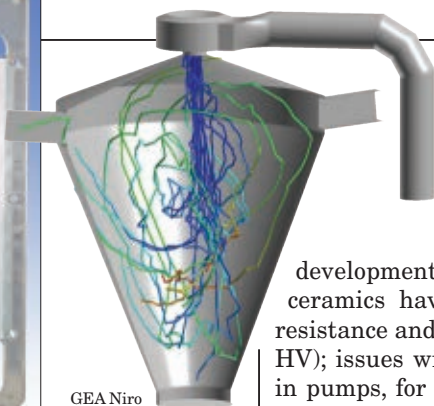 development
ceramics hav
resistance and
HV); issues wi
in pumps, for
GEA Niro